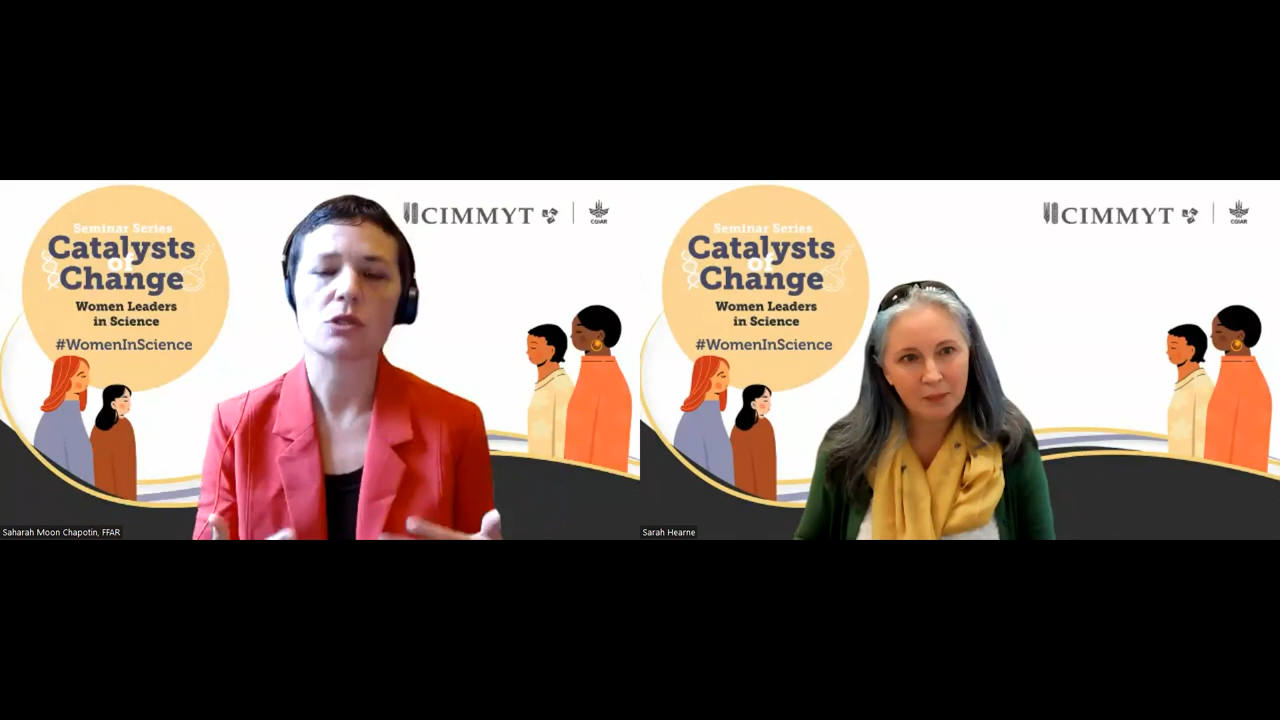 Seminar Series
Catalysts
of
Change
Women Leaders
in Science
#WomenInScience
CIMMYT
CGIAR
Saharah Moon Chapotin, FFAR
Seminar Series
Catalysts
of
Change
Women Leaders
in Science
#WomenInScience
CIMMYT
CGIAR
Sarah Hearne